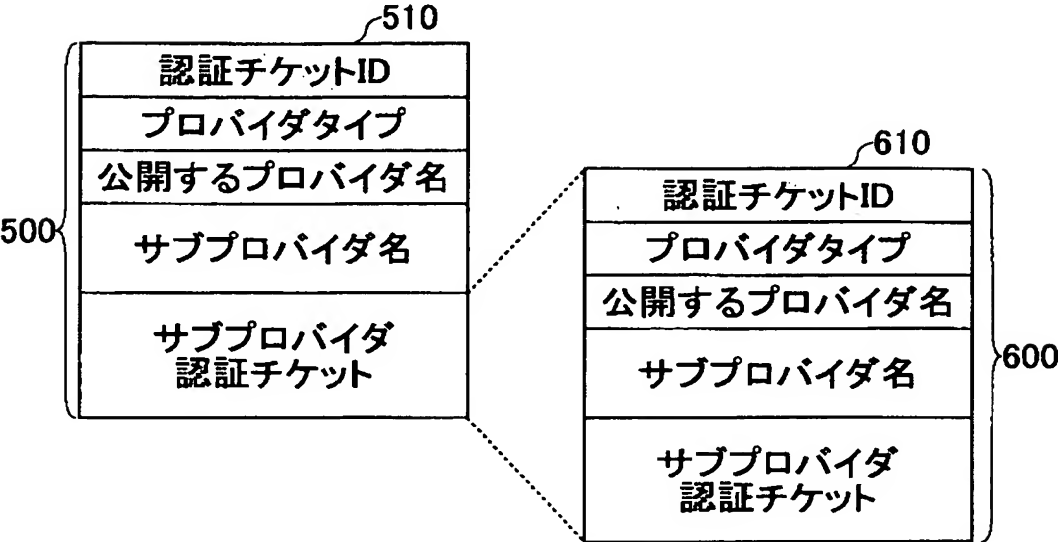 510
認証チケットID
プロバイダタイプ
公開するプロバイダ名
サブプロバイダ名
サブプロバイダ
認証チケット
500
610
認証チケットID
プロバイダタイプ
公開するプロバイダ名
サブプロバイダ名
サブプロバイダ
認証チケット
600